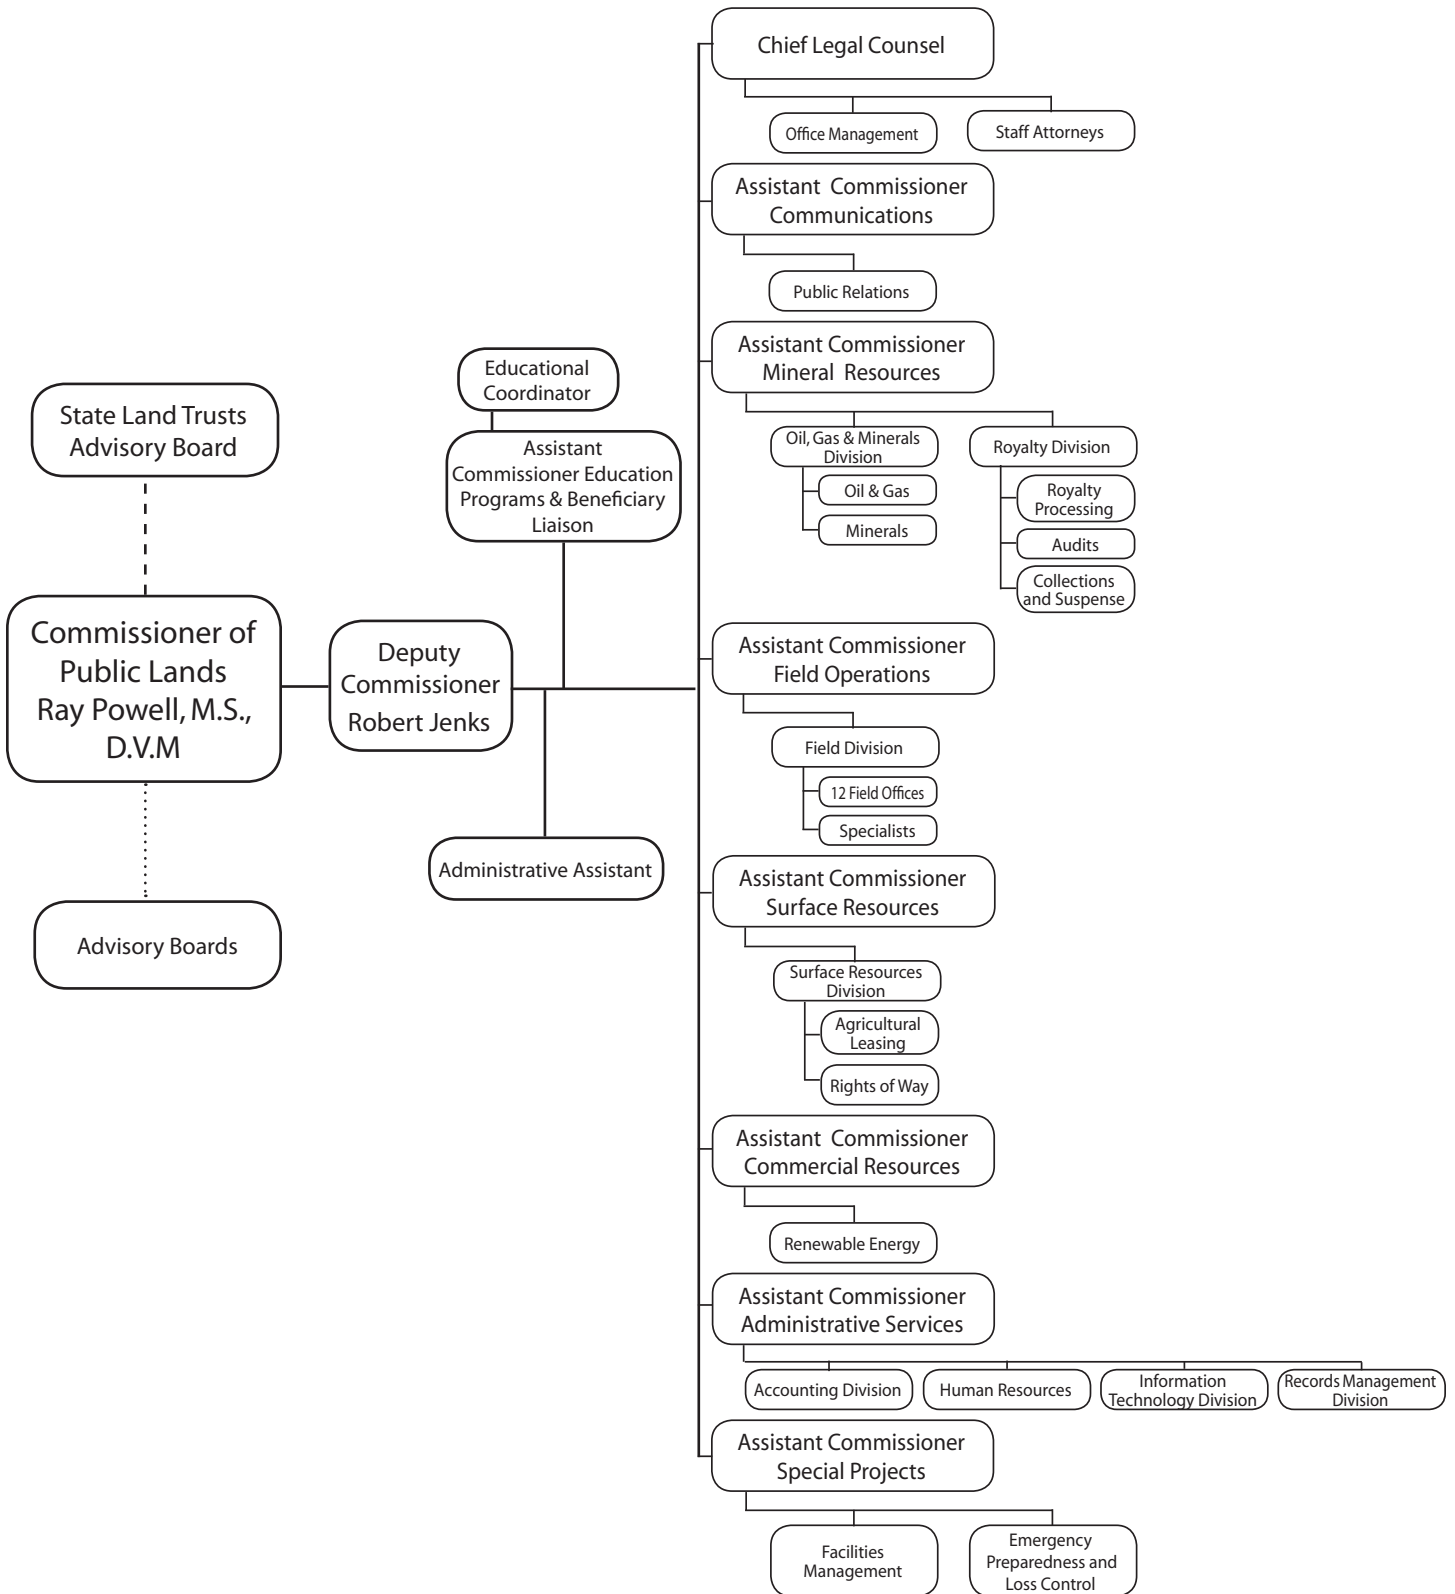 Chief Legal Counsel
Office Management
Staff Attorneys
Assistant Commissioner
Communications
Public Relations
Assistant Commissioner
Mineral Resources
Oil, Gas & Minerals
Division
Oil & Gas
Minerals
Royalty Division
Royalty
Processing
Audits
Collections
and Suspense
Educational
Coordinator
Assistant
Commissioner Education
Programs & Beneficiary
Liaison
State Land Trusts
Advisory Board
Commissioner of
Public Lands
Ray Powell, M.S.,
D.V.M
Deputy
Commissioner
Robert Jenks
Administrative Assistant
Advisory Boards
Assistant Commissioner
Field Operations
Field Division
12 Field Offices
Specialists
Assistant Commissioner
Surface Resources
Surface Resources
Division
Agricultural
Leasing
Rights of Way
Assistant Commissioner
Commercial Resources
Renewable Energy
Assistant Commissioner
Administrative Services
Accounting Division
Human Resources
Information
Technology Division
Records Management
Division
Assistant Commissioner
Special Projects
Facilities
Management
Emergency
Preparedness and
Loss Control